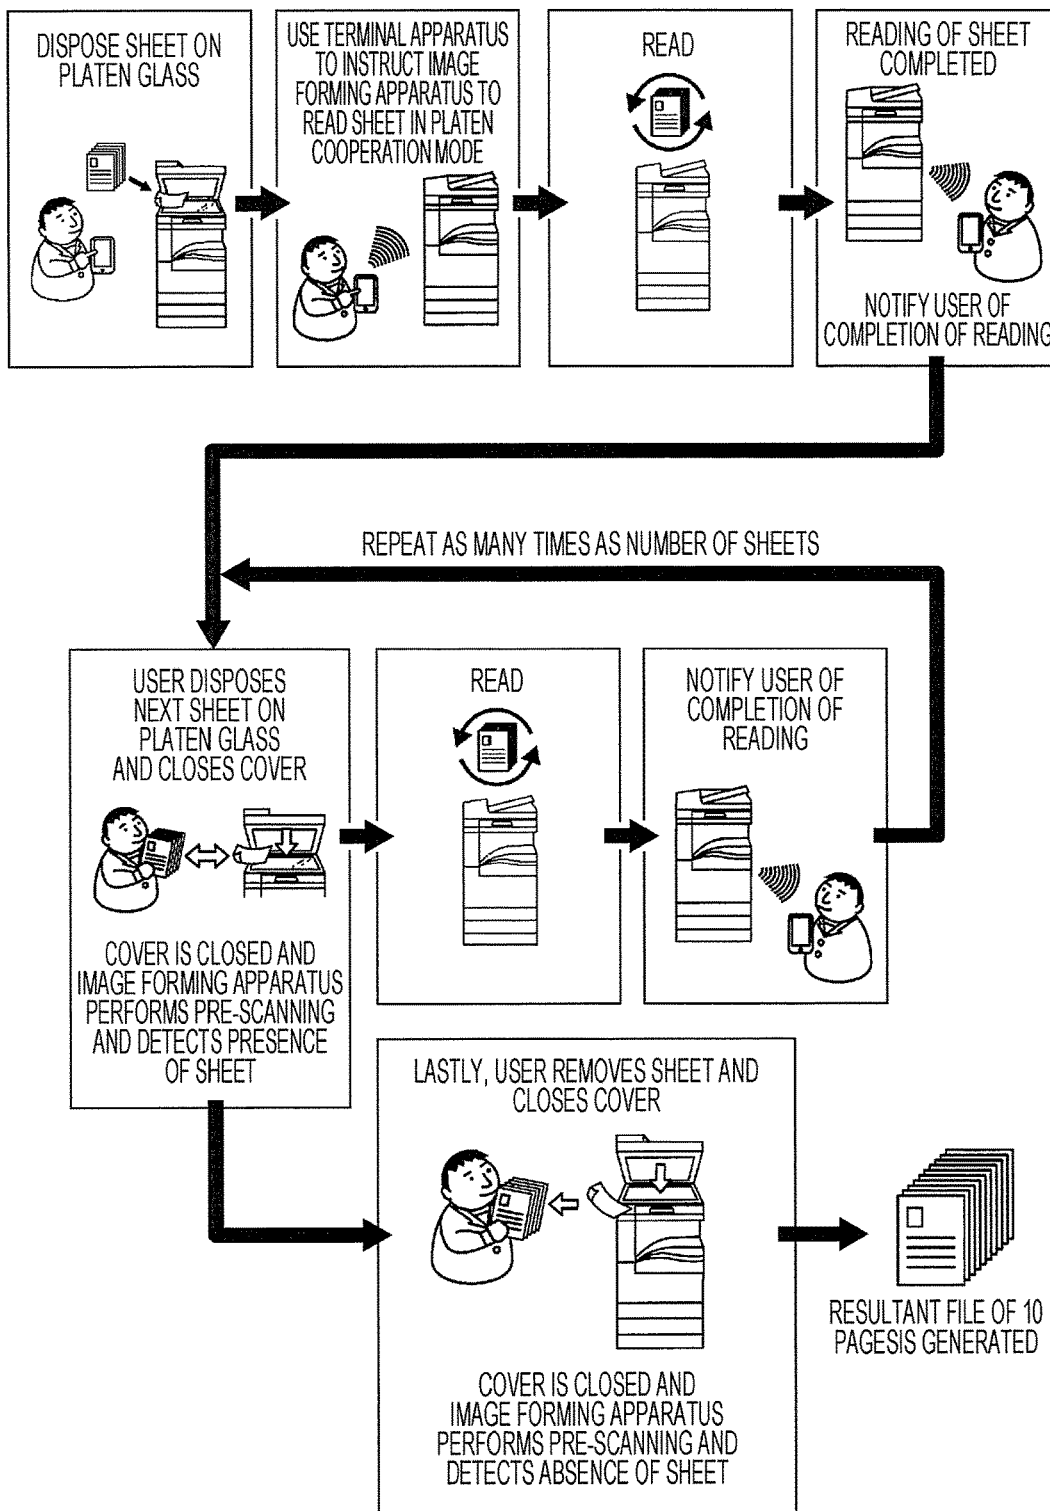 DISPOSE SHEET ON
PLATEN GLASS
USE TERMINAL APPARATUS
TO INSTRUCT IMAGE
FORMING APPARATUS TO
READ SHEET IN PLATEN
COOPERATION MODE
READ
READING OF SHEET
COMPLETED
NOTIFY USER OF
COMPLETION OF READING
REPEAT AS MANY TIMES AS NUMBER OF SHEETS
USER DISPOSES
NEXT SHEET ON
PLATEN GLASS
AND CLOSES COVER
COVER IS CLOSED AND
IMAGE FORMING APPARATUS
PERFORMS PRE-SCANNING
AND DETECTS PRESENCE
OF SHEET
READ
NOTIFY USER OF
COMPLETION OF
READING
LASTLY, USER REMOVES SHEET AND
CLOSES COVER
COVER IS CLOSED AND
IMAGE FORMING APPARATUS
PERFORMS PRE-SCANNING AND
DETECTS ABSENCE OF SHEET
RESULTANT FILE OF 10
PAGESIS GENERATED